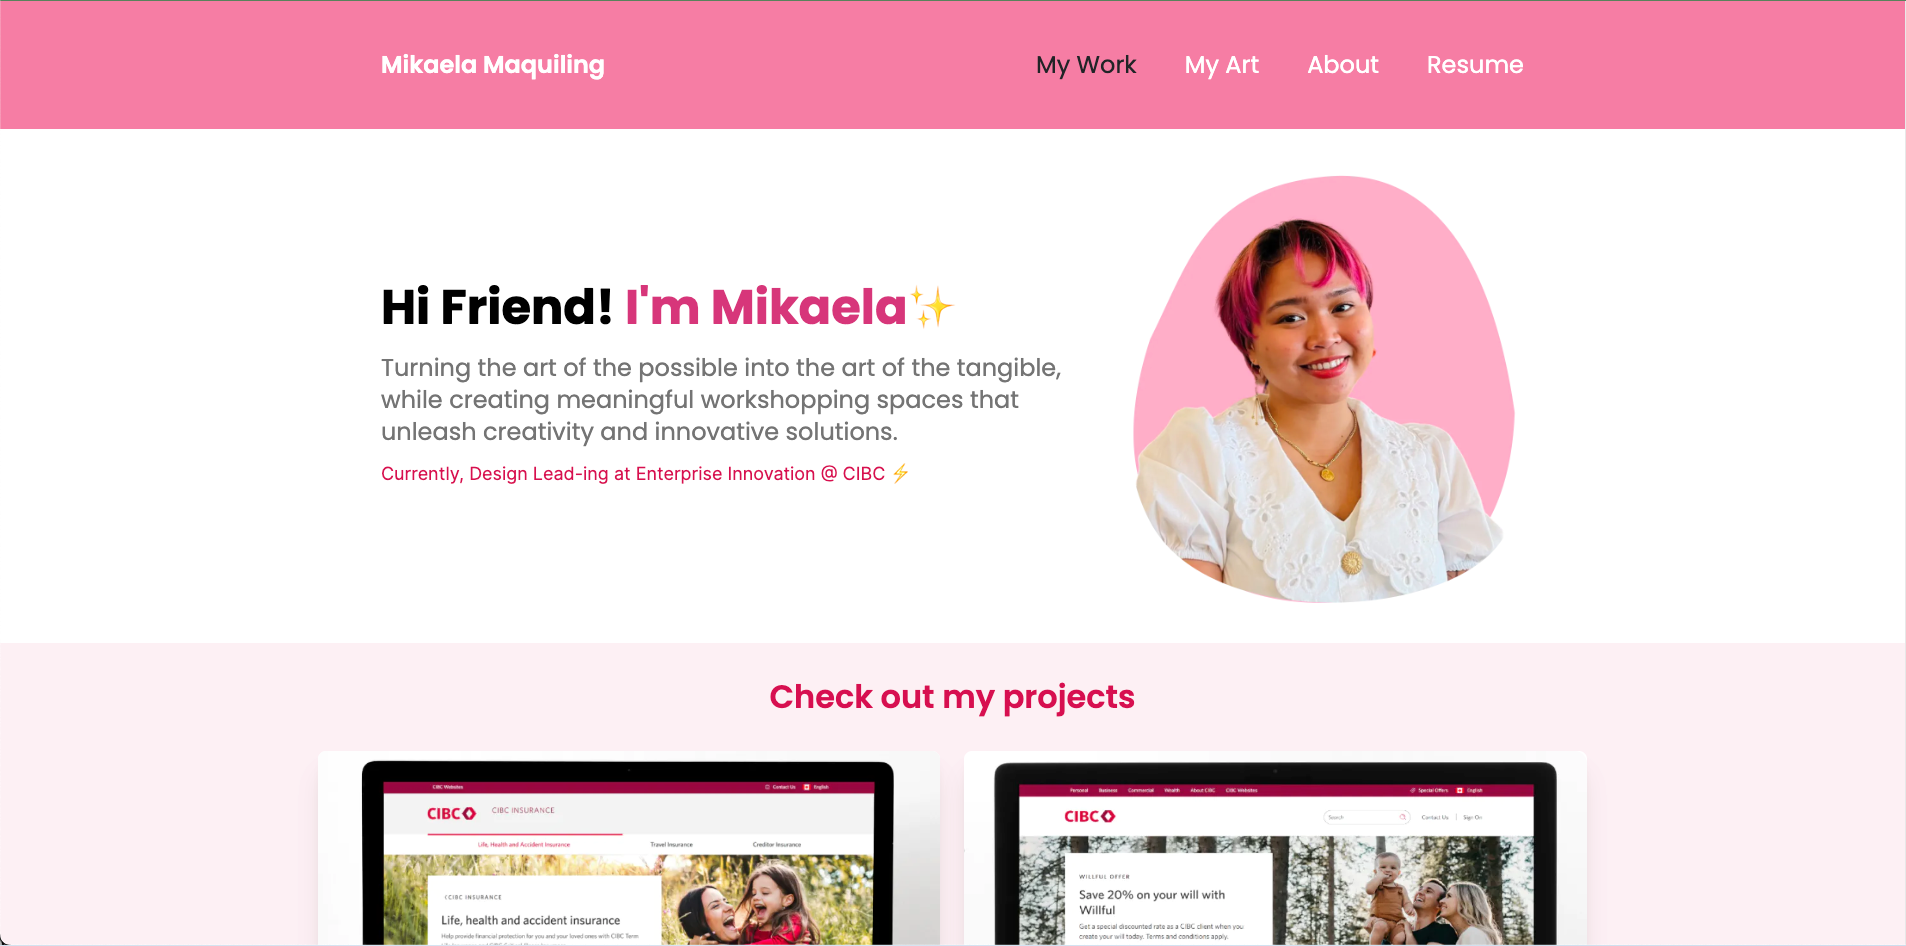 Mikaela Maquiling
My Work
My Art
About
Resume
Hi Friend! I'm Mikaela✨
Turning the art of the possible into the art of the tangible,
while creating meaningful workshopping spaces that
unleash creativity and innovative solutions.
Currently, Design Lead-ing at Enterprise Innovation @ CIBC ⚡
Check out my projects
CIBC Websites
Contact Us
English
CIBC
CIBC INSURANCE
Life, Health and Accident Insurance
Travel Insurance
Creditor Insurance
CIBC INSURANCE
Life, health and accident insurance
Help provide financial protection for you and your loved ones with CIBC Term
Personal
Business
Commercial
Wealth
About CIBC
CIBC Websites
Special Offers
English
CIBC
Search
Contact Us
Sign On
WILLFUL OFFER
Save 20% on your will with
Willful
Get a special discounted rate as a CIBC client when you
create your will today. Terms and conditions apply.